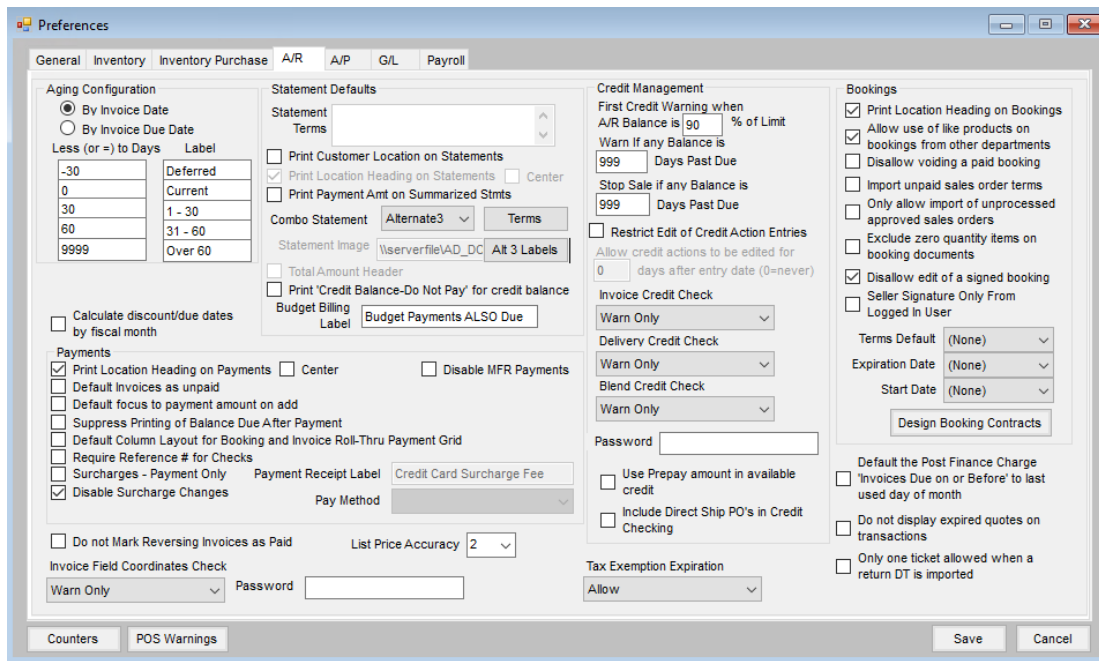 Preferences
General Inventory Inventory Purchase A/R A/P G/L Payroll
Aging Configuration
By Invoice Date
By Invoice Due Date
Less (or =) to Days Label
-30 Deferred
0 Current
30 1 - 30
60 31 - 60
9999 Over 60
Calculate discount/due dates
by fiscal month
Statement Defaults
Statement
Terms
Print Customer Location on Statements
Print Location Heading on Statements Center
Print Payment Amt on Summarized Stmts
Combo Statement Alternate3 Terms
Statement Image \\serverfile\AD_DC Alt 3 Labels
Total Amount Header
Print 'Credit Balance-Do Not Pay' for credit balance
Budget Billing
Label Budget Payments ALSO Due
Payments
Print Location Heading on Payments Center Disable MFR Payments
Default Invoices as unpaid
Default focus to payment amount on add
Suppress Printing of Balance Due After Payment
Default Column Layout for Booking and Invoice Roll-Thru Payment Grid
Require Reference # for Checks
Surcharges - Payment Only Payment Receipt Label Credit Card Surcharge Fee
Disable Surcharge Changes
Pay Method
Do not Mark Reversing Invoices as Paid List Price Accuracy 2
Invoice Field Coordinates Check
Warn Only Password
Credit Management
First Credit Warning when
A/R Balance is 90 % of Limit
Warn If any Balance is
999 Days Past Due
Stop Sale if any Balance is
999 Days Past Due
Restrict Edit of Credit Action Entries
Allow credit actions to be edited for
0 days after entry date (0=never)
Invoice Credit Check
Warn Only
Delivery Credit Check
Warn Only
Blend Credit Check
Warn Only
Password
Use Prepay amount in available
credit
Include Direct Ship PO's in Credit
Checking
Tax Exemption Expiration
Allow
Bookings
Print Location Heading on Bookings
Allow use of like products on
bookings from other departments
Disallow voiding a paid booking
Import unpaid sales order terms
Only allow import of unprocessed
approved sales orders
Exclude zero quantity items on
booking documents
Disallow edit of a signed booking
Seller Signature Only From
Logged In User
Terms Default (None)
Expiration Date (None)
Start Date (None)
Design Booking Contracts
Default the Post Finance Charge
'Invoices Due on or Before' to last
used day of month
Do not display expired quotes on
transactions
Only one ticket allowed when a
return DT is imported
Counters POS Warnings Save Cancel